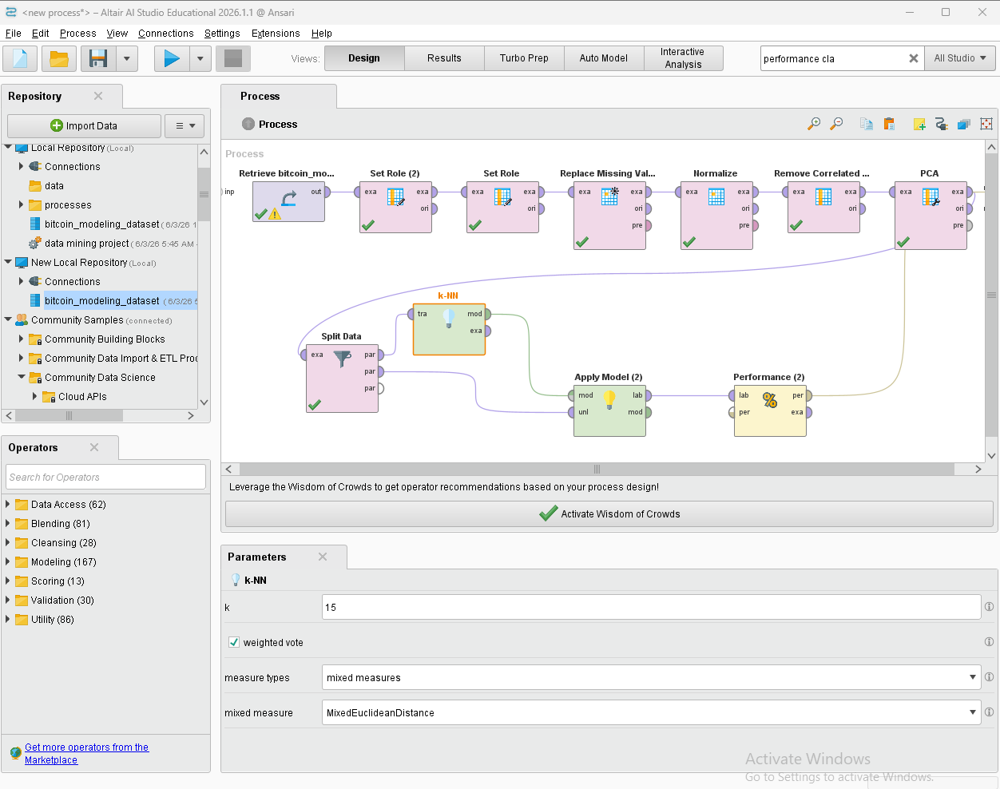 <new process*> – Altair AI Studio Educational 2026.1.1 @ Ansari
File Edit Process View Connections Settings Extensions Help
Views: Design Results Turbo Prep Auto Model Interactive Analysis performance cla All Studio
Repository
Import Data
Local Repository (Local)
Connections
data
processes
bitcoin_modeling_dataset (6/3/26 1
data mining project (6/3/26 5:45 AM -
New Local Repository (Local)
Connections
bitcoin_modeling_dataset (6/3/26
Community Samples (connected)
Community Building Blocks
Community Data Import & ETL Proc
Community Data Science
Cloud APIs
Operators
Search for Operators
Data Access (62)
Blending (81)
Cleansing (28)
Modeling (167)
Scoring (13)
Validation (30)
Utility (86)
Get more operators from the
Marketplace
Process
Process
Process
inp
Retrieve bitcoin_mo...
out
Set Role (2)
exa exa
ori
Set Role
exa exa
ori
Replace Missing Val...
exa exa
ori
pre
Normalize
exa exa
ori
pre
Remove Correlated ...
exa exa
ori
PCA
exa exa
ori
pre
k-NN
tra mod
exa
Split Data
exa par
par
par
Apply Model (2)
mod lab
unl mod
Performance (2)
lab per
per exa
Leverage the Wisdom of Crowds to get operator recommendations based on your process design!
Activate Wisdom of Crowds
Parameters
k-NN
k 15
weighted vote
measure types mixed measures
mixed measure MixedEuclideanDistance
Activate Windows
Go to Settings to activate Windows.